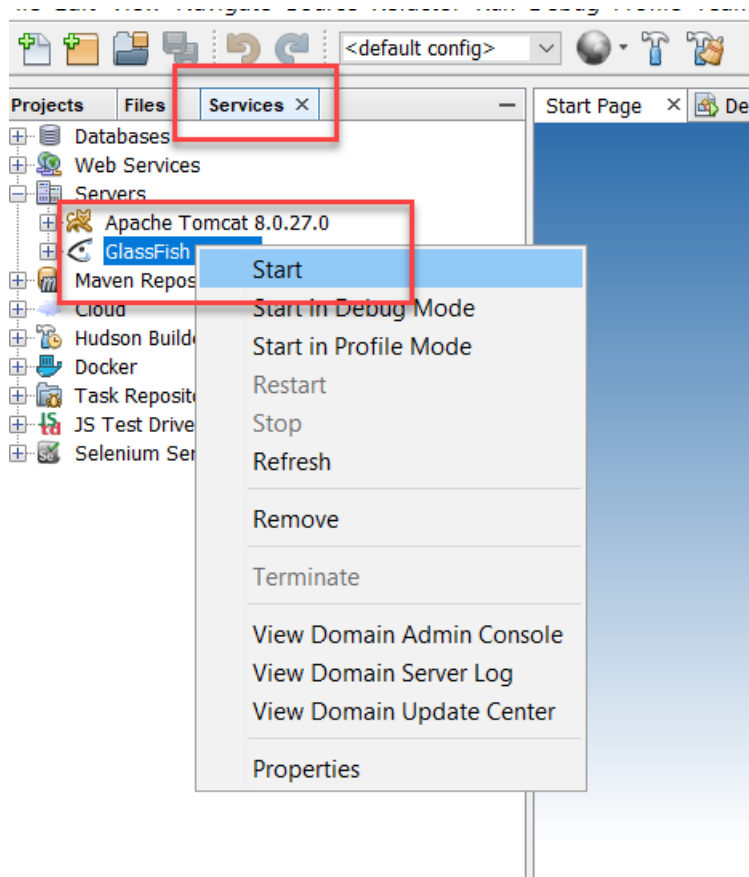 <default config>
Projects Files Services
Start Page
Databases
Web Services
Servers
Apache Tomcat 8.0.27.0
GlassFish
Start
Maven Repos
Start in Debug Mode
Cloud
Hudson Builde
Start in Profile Mode
Docker
Restart
Task Reposito
JS Test Drive
Stop
Selenium Ser
Refresh
Remove
Terminate
View Domain Admin Console
View Domain Server Log
View Domain Update Center
Properties